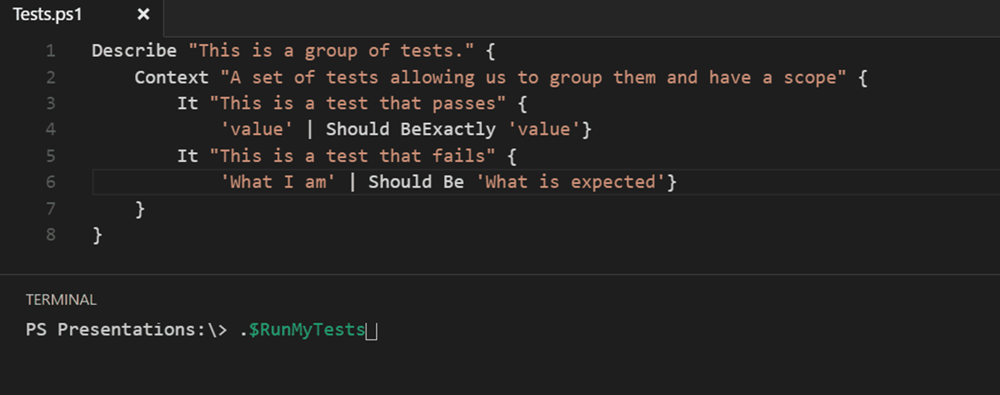 Tests.ps1 ×
1 Describe "This is a group of tests." {
2 Context "A set of tests allowing us to group them and have a scope" {
3 It "This is a test that passes" {
4 'value' | Should BeExactly 'value'}
5 It "This is a test that fails" {
6 'What I am' | Should Be 'What is expected'}
7 }
8 }
TERMINAL
PS Presentations:\> .$RunMyTests